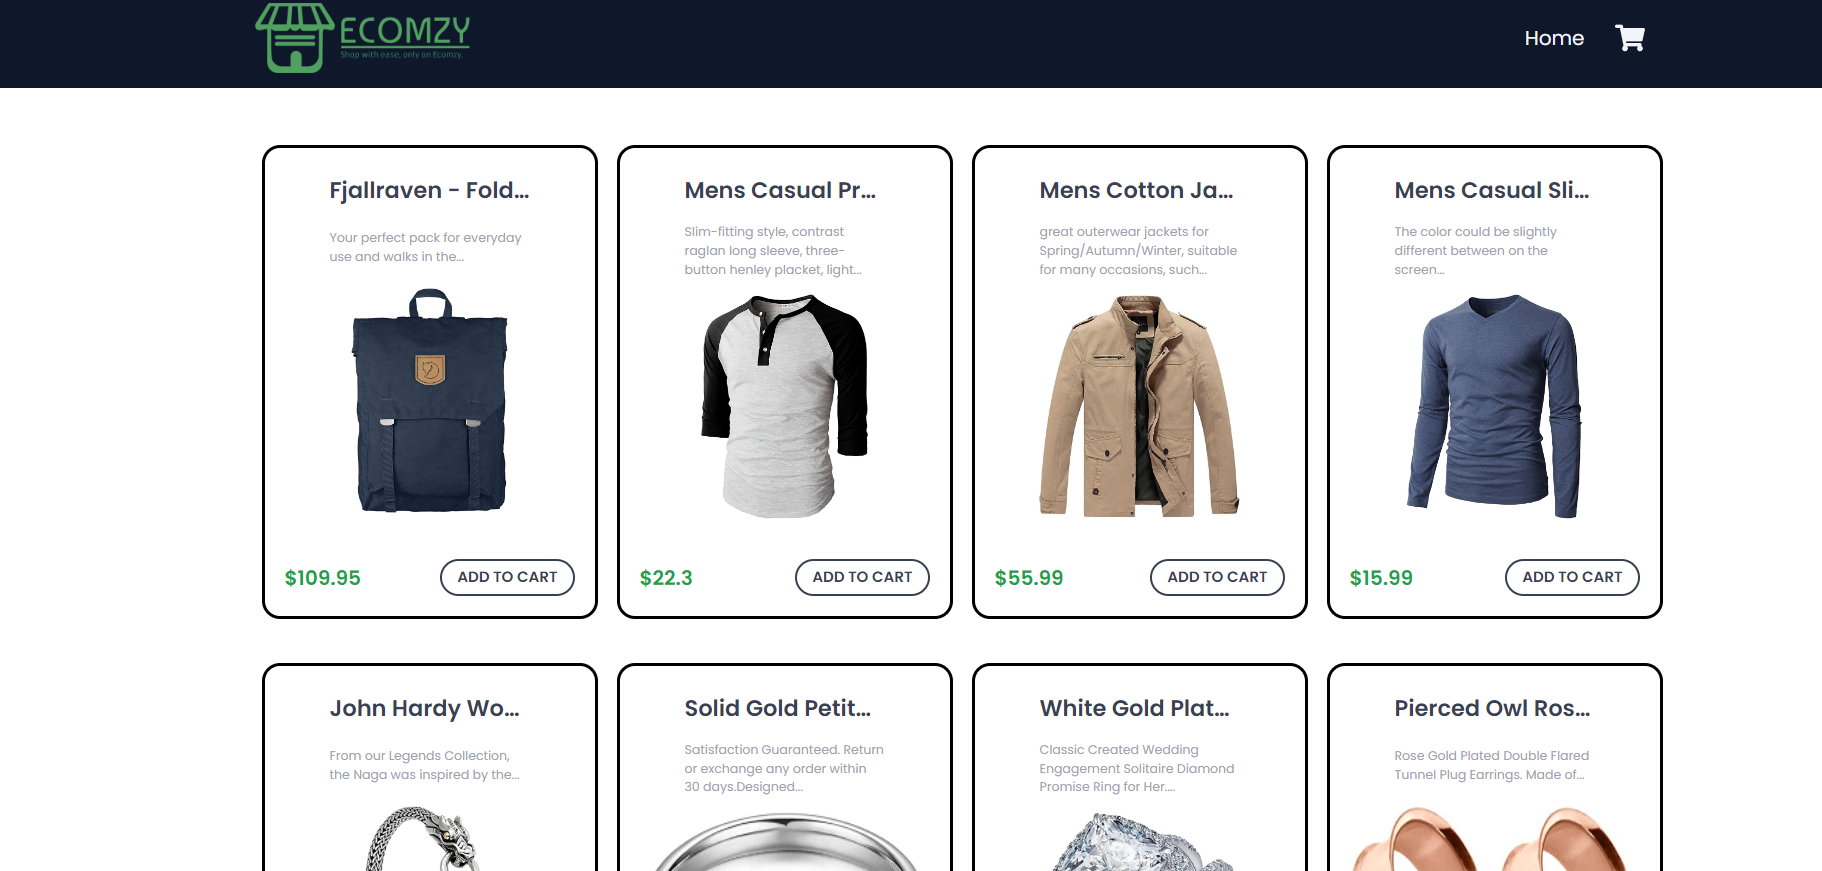 ECOMZY
Shop with ease, only on Ecomzy.
Home
Fjallraven - Fold...
Your perfect pack for everyday
use and walks in the...
$109.95
ADD TO CART
Mens Casual Pr...
Slim-fitting style, contrast
raglan long sleeve, three-
button henley placket, light...
$22.3
ADD TO CART
Mens Cotton Ja...
great outerwear jackets for
Spring/Autumn/Winter, suitable
for many occasions, such...
$55.99
ADD TO CART
Mens Casual Sli...
The color could be slightly
different between on the
screen...
$15.99
ADD TO CART
John Hardy Wo...
From our Legends Collection,
the Naga was inspired by the...
Solid Gold Petit...
Satisfaction Guaranteed. Return
or exchange any order within
30 days.Designed...
White Gold Plat...
Classic Created Wedding
Engagement Solitaire Diamond
Promise Ring for Her....
Pierced Owl Ros...
Rose Gold Plated Double Flared
Tunnel Plug Earrings. Made of...